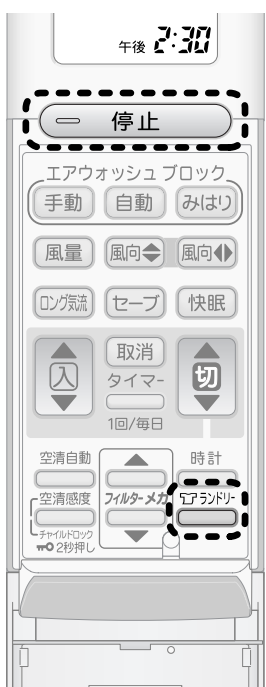 午後 2:30
停止
エアウォッシュ ブロック
手動 自動 みはり
風量 風向 風向
ロング気流 セーブ 快眠
入 取消 切
タイマー
1回/毎日
空清自動 時計
空清感度 フィルターメカ ランドリー
チャイルドロック
2秒押し